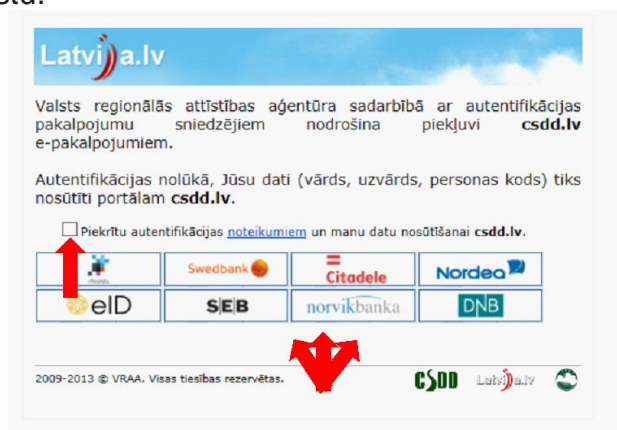 Latvija.lv
Valsts reģionālās attīstības aģentūra sadarbībā ar autentifikācijas
pakalpojumu sniedzējiem nodrošina piekļuvi csdd.lv
e-pakalpojumiem.
Autentifikācijas nolūkā, Jūsu dati (vārds, uzvārds, personas kods) tiks
nosūtīti portālam csdd.lv.
Piekrītu autentifikācijas noteikumiem un manu datu nosūtīšanai csdd.lv.
Swedbank Citadele Nordea
eID SEB norvikbanka DNB
2009-2013 © VRAA. Visas tiesības rezervētas. CSDD Latvija.lv